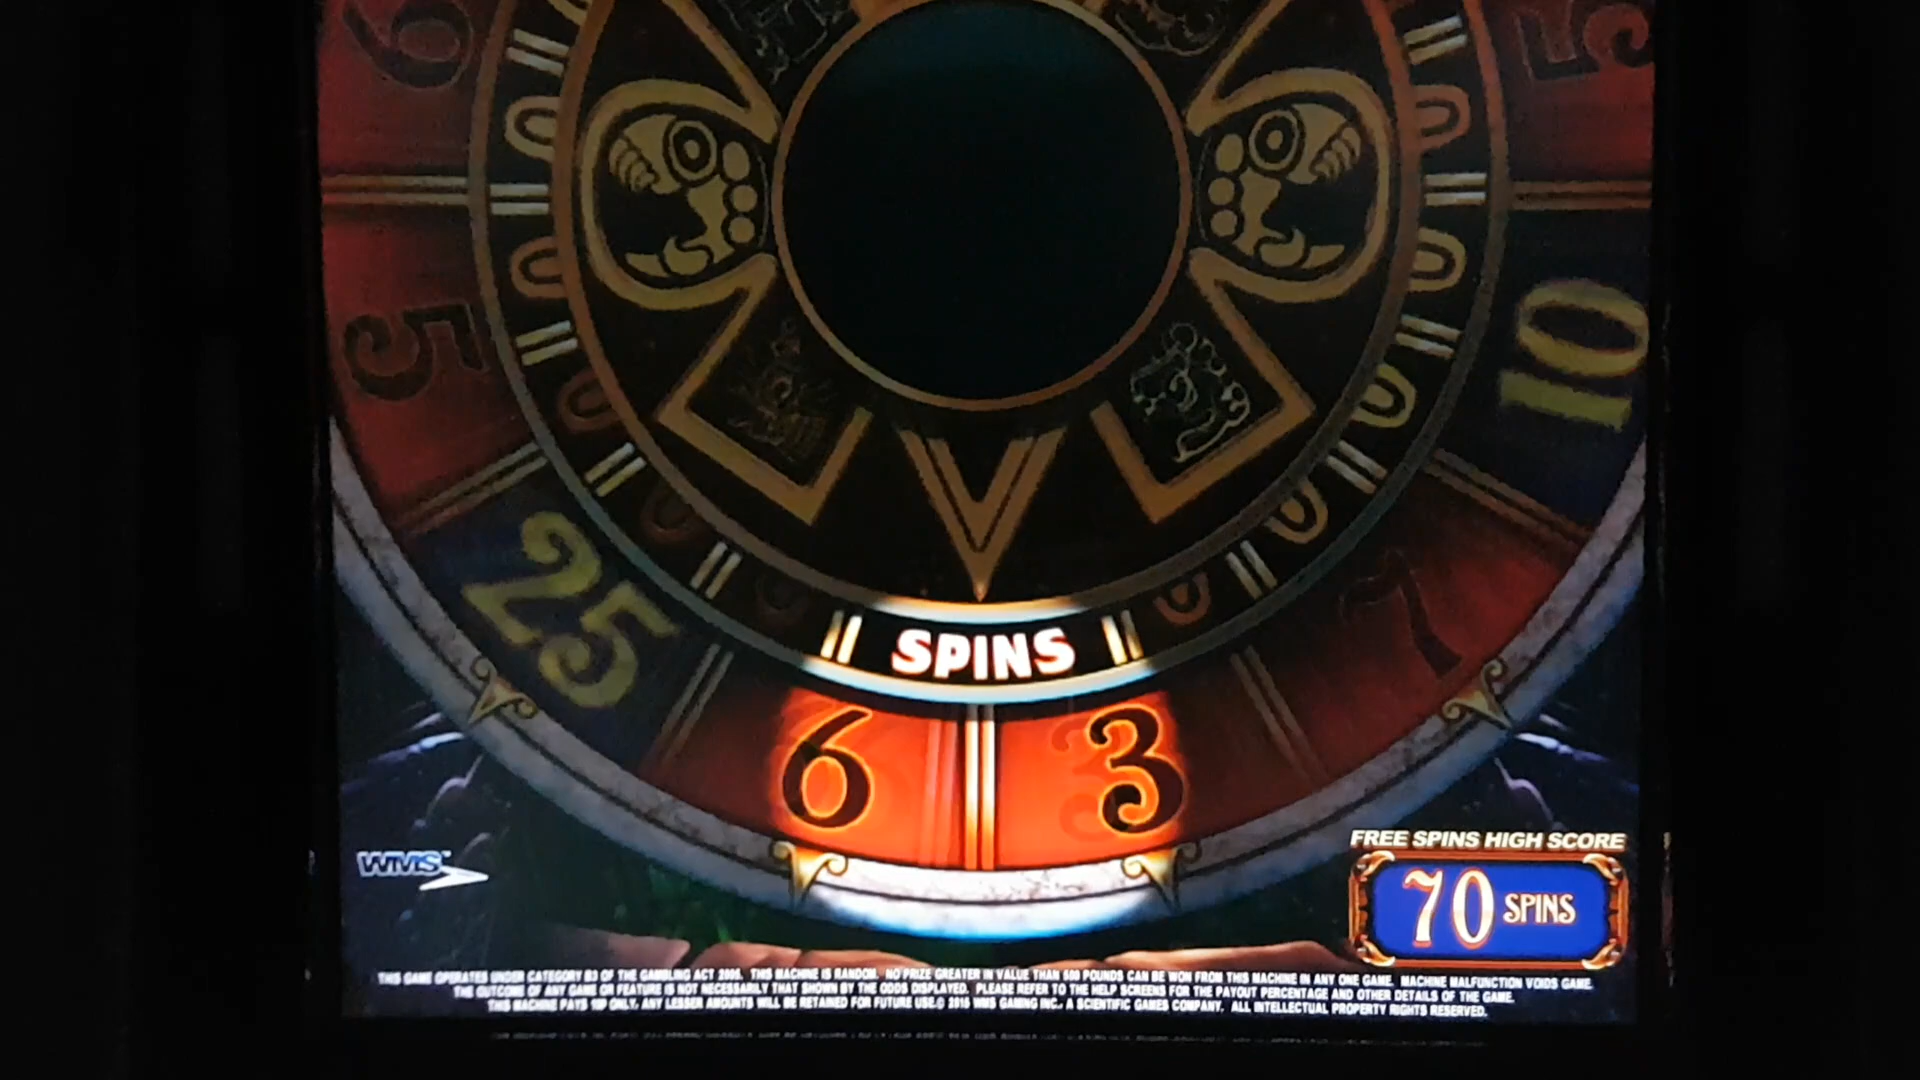 6
5
10
5
25
7
SPINS
6
3
WMS
FREE SPINS HIGH SCORE
70 SPINS
THIS GAME OPERATES UNDER CATEGORY B3 OF THE GAMBLING ACT 2005. THIS MACHINE IS RANDOM. NO PRIZE GREATER IN VALUE THAN 500 POUNDS CAN BE WON FROM THIS MACHINE IN ANY ONE GAME. MACHINE MALFUNCTION VOIDS GAME.
THE OUTCOME OF ANY GAME OR FEATURE IS NOT NECESSARILY THAT SHOWN BY THE ODDS DISPLAYED. PLEASE REFER TO THE HELP SCREENS FOR THE PAYOUT PERCENTAGE AND OTHER DETAILS OF THE GAME.
THIS MACHINE PAYS 10P ONLY. ANY LESSER AMOUNTS WILL BE RETAINED FOR FUTURE USE.© 2015 WMS GAMING INC., A SCIENTIFIC GAMES COMPANY. ALL INTELLECTUAL PROPERTY RIGHTS RESERVED.